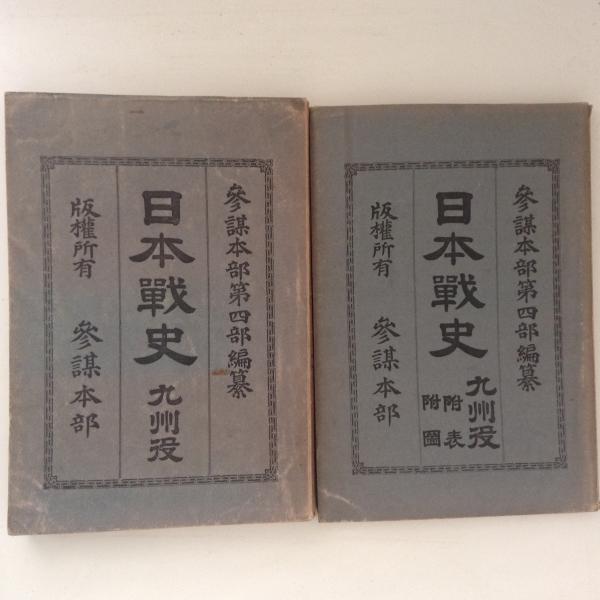 參謀本部第四部編纂
日本戰史 九州役
版權所有 參謀本部
參謀本部第四部編纂
日本戰史 九州役
附表
附圖
版權所有 參謀本部